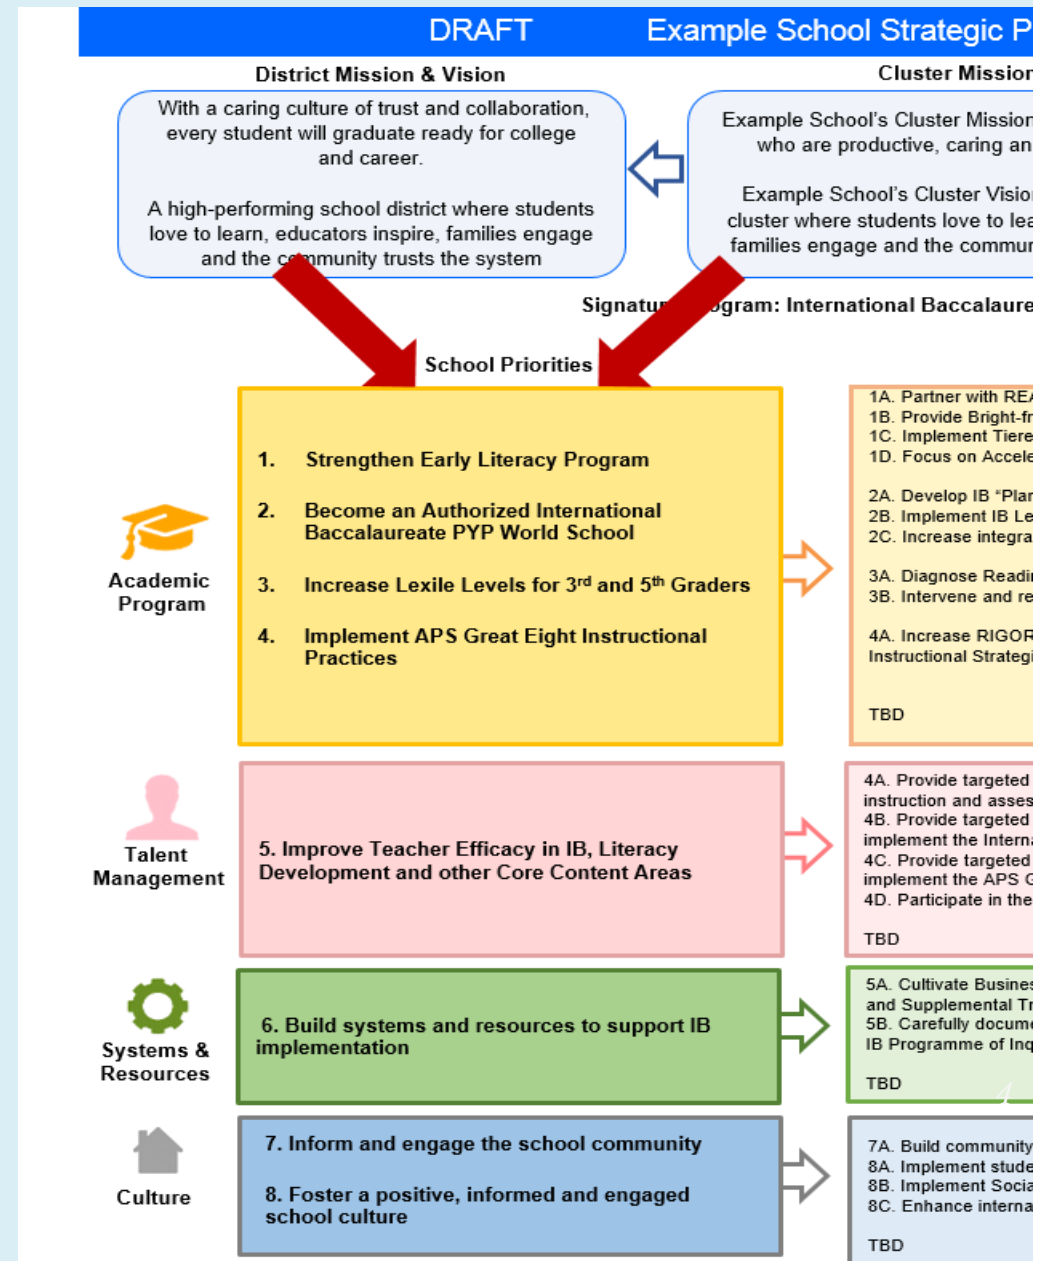 DRAFT
Example School Strategic P
District Mission & Vision
Cluster Mission
With a caring culture of trust and collaboration,
every student will graduate ready for college
and career.
A high-performing school district where students
love to learn, educators inspire, families engage
and the community trusts the system
Example School's Cluster Mission
who are productive, caring an
Example School's Cluster Visio
cluster where students love to lea
families engage and the commun
Signature Program: International Baccalaure
School Priorities
Academic
Program
1. Strengthen Early Literacy Program
2. Become an Authorized International
Baccalaureate PYP World School
3. Increase Lexile Levels for 3rd and 5th Graders
4. Implement APS Great Eight Instructional
Practices
1A. Partner with REA
1B. Provide Bright-fr
1C. Implement Tiere
1D. Focus on Accele
2A. Develop IB “Plan
2B. Implement IB Le
2C. Increase integra
3A. Diagnose Readi
3B. Intervene and re
4A. Increase RIGOR
Instructional Strategi
TBD
Talent
Management
5. Improve Teacher Efficacy in IB, Literacy
Development and other Core Content Areas
4A. Provide targeted
instruction and asses
4B. Provide targeted
implement the Interna
4C. Provide targeted
implement the APS G
4D. Participate in the
TBD
Systems &
Resources
6. Build systems and resources to support IB
implementation
5A. Cultivate Busines
and Supplemental Tr
5B. Carefully docume
IB Programme of Inq
TBD
4
Culture
7. Inform and engage the school community
8. Foster a positive, informed and engaged
school culture
7A. Build community
8A. Implement stude
8B. Implement Socia
8C. Enhance interna
TBD